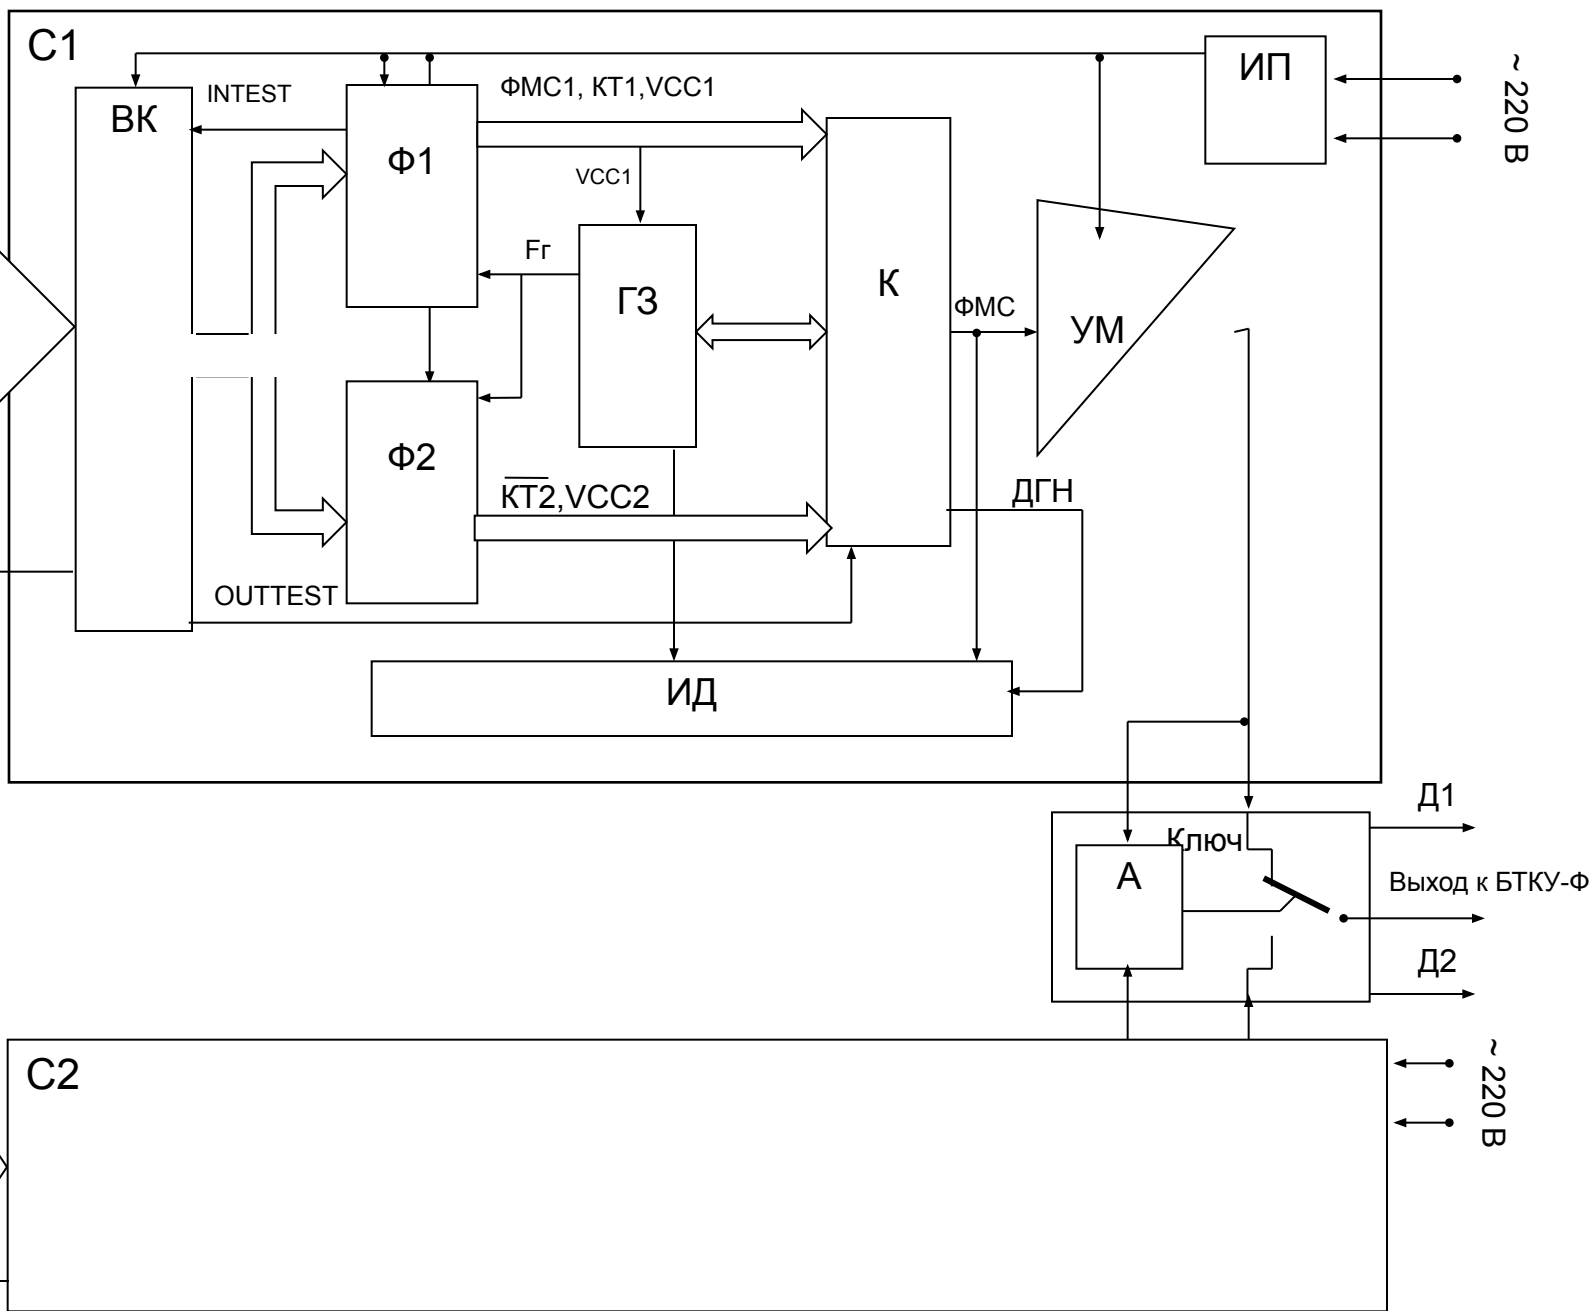 С1
ИП
~ 220 В
ВК
INTEST
ФМС1, КТ1,VCC1
Ф1
VCC1
Fг
ГЗ
К
ФМС
УМ
Ф2
КТ2,VCC2
ДГН
OUTTEST
ИД
Ключ
А
Д1
Выход к БТКУ-Ф
Д2
С2
~ 220 В